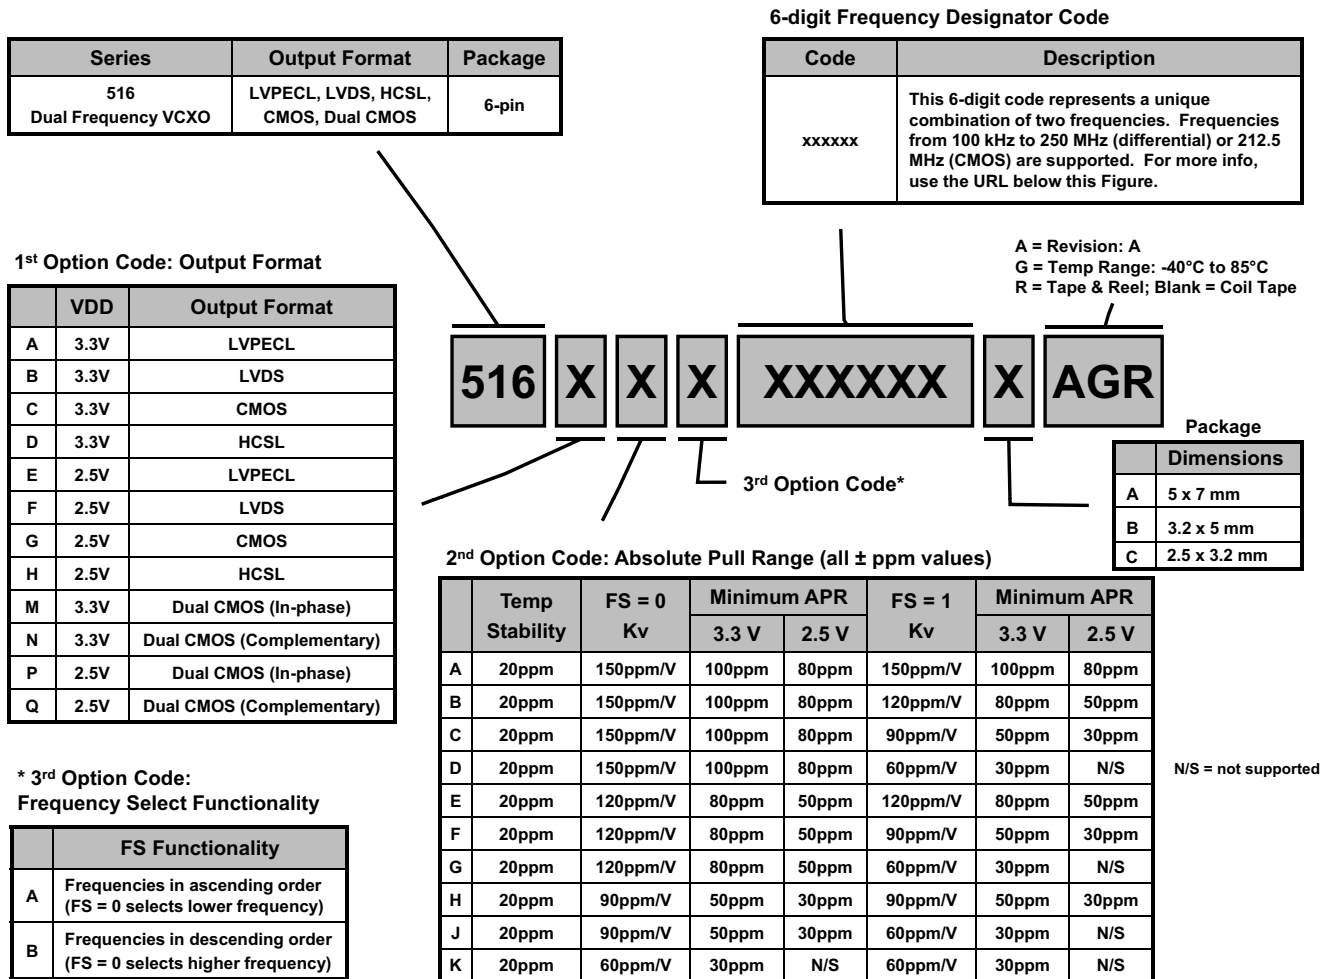 6-digit Frequency Designator Code
Series Output Format Package
516 LVPECL, LVDS, HCSL, 6-pin
Dual Frequency VCXO CMOS, Dual CMOS
Code Description
xxxxxx
This 6-digit code represents a unique
combination of two frequencies. Frequencies
from 100 kHz to 250 MHz (differential) or 212.5
MHz (CMOS) are supported. For more info,
use the URL below this Figure.
A = Revision: A
G = Temp Range: -40°C to 85°C
R = Tape & Reel; Blank = Coil Tape
1st Option Code: Output Format
VDD Output Format
A 3.3V LVPECL
B 3.3V LVDS
C 3.3V CMOS
D 3.3V HCSL
E 2.5V LVPECL
F 2.5V LVDS
G 2.5V CMOS
H 2.5V HCSL
M 3.3V Dual CMOS (In-phase)
N 3.3V Dual CMOS (Complementary)
P 2.5V Dual CMOS (In-phase)
Q 2.5V Dual CMOS (Complementary)
516 X X X XXXXXX X AGR
3rd Option Code*
Package
Dimensions
A 5 x 7 mm
B 3.2 x 5 mm
C 2.5 x 3.2 mm
2nd Option Code: Absolute Pull Range (all ± ppm values)
Temp FS = 0 Minimum APR FS = 1 Minimum APR
Stability Kv 3.3 V 2.5 V Kv 3.3 V 2.5 V
A 20ppm 150ppm/V 100ppm 80ppm 150ppm/V 100ppm 80ppm
B 20ppm 150ppm/V 100ppm 80ppm 120ppm/V 80ppm 50ppm
C 20ppm 150ppm/V 100ppm 80ppm 90ppm/V 50ppm 30ppm
D 20ppm 150ppm/V 100ppm 80ppm 60ppm/V 30ppm N/S
E 20ppm 120ppm/V 80ppm 50ppm 120ppm/V 80ppm 50ppm
F 20ppm 120ppm/V 80ppm 50ppm 90ppm/V 50ppm 30ppm
G 20ppm 120ppm/V 80ppm 50ppm 60ppm/V 30ppm N/S
H 20ppm 90ppm/V 50ppm 30ppm 90ppm/V 50ppm 30ppm
J 20ppm 90ppm/V 50ppm 30ppm 60ppm/V 30ppm N/S
K 20ppm 60ppm/V 30ppm N/S 60ppm/V 30ppm N/S
N/S = not supported
* 3rd Option Code:
Frequency Select Functionality
FS Functionality
A Frequencies in ascending order
(FS = 0 selects lower frequency)
B Frequencies in descending order
(FS = 0 selects higher frequency)